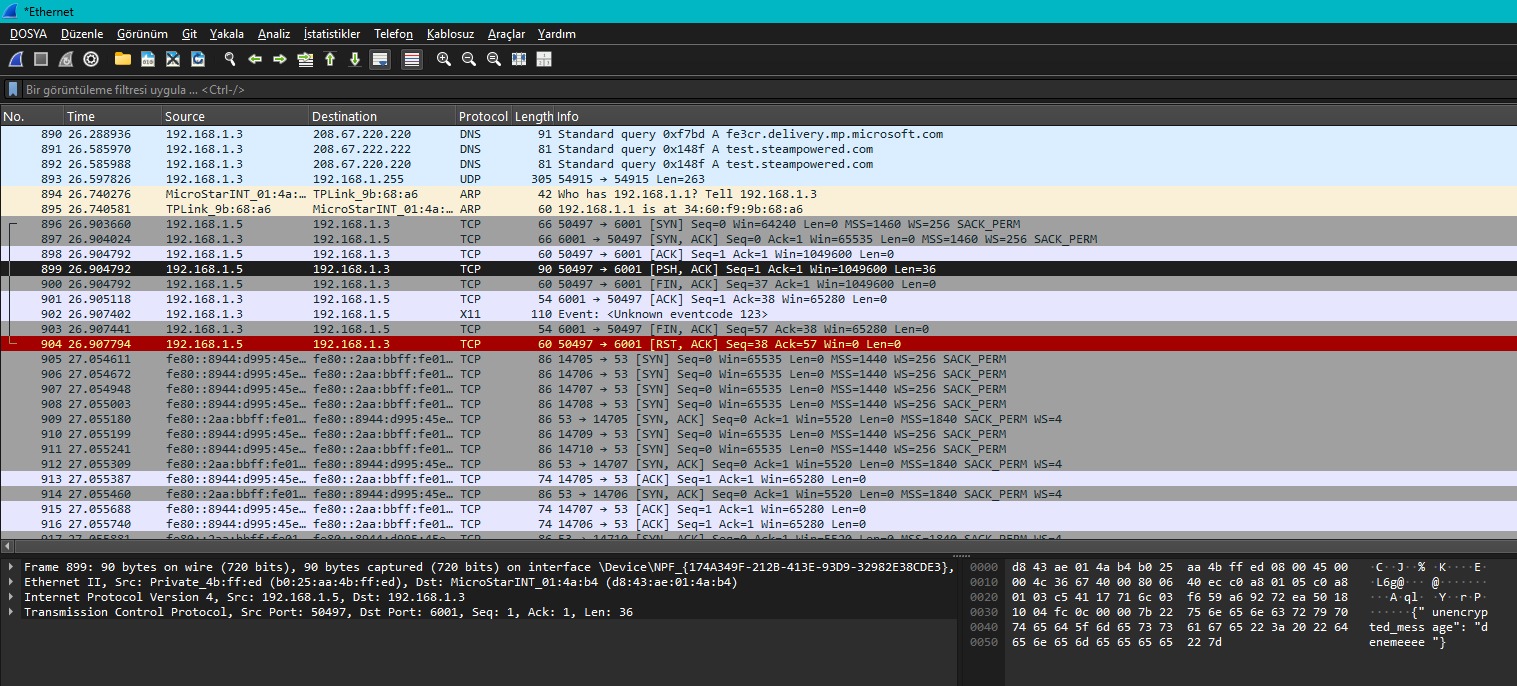 *Ethernet
DOSYA Düzenle Görünüm Git Yakala Analiz İstatistikler Telefon Kablosuz Araçlar Yardım
Bir görüntüleme filtresi uygula ... <Ctrl-/>
No. Time Source Destination Protocol Length Info
890 26.288936 192.168.1.3 208.67.220.220 DNS 91 Standard query 0xf7bd A fe3cr.delivery.mp.microsoft.com
891 26.585970 192.168.1.3 208.67.222.222 DNS 81 Standard query 0x148f A test.steampowered.com
892 26.585988 192.168.1.3 208.67.220.220 DNS 81 Standard query 0x148f A test.steampowered.com
893 26.597826 192.168.1.3 192.168.1.255 UDP 305 54915 → 54915 Len=263
894 26.740276 MicroStarINT_01:4a:… TPLink_9b:68:a6 ARP 42 Who has 192.168.1.1? Tell 192.168.1.3
895 26.740581 TPLink_9b:68:a6 MicroStarINT_01:4a:… ARP 60 192.168.1.1 is at 34:60:f9:9b:68:a6
896 26.903660 192.168.1.5 192.168.1.3 TCP 66 50497 → 6001 [SYN] Seq=0 Win=64240 Len=0 MSS=1460 WS=256 SACK_PERM
897 26.904024 192.168.1.3 192.168.1.5 TCP 66 6001 → 50497 [SYN, ACK] Seq=0 Ack=1 Win=65535 Len=0 MSS=1460 WS=256 SACK_PERM
898 26.904792 192.168.1.5 192.168.1.3 TCP 60 50497 → 6001 [ACK] Seq=1 Ack=1 Win=1049600 Len=0
899 26.904792 192.168.1.5 192.168.1.3 TCP 90 50497 → 6001 [PSH, ACK] Seq=1 Ack=1 Win=1049600 Len=36
900 26.904792 192.168.1.5 192.168.1.3 TCP 60 50497 → 6001 [FIN, ACK] Seq=37 Ack=1 Win=1049600 Len=0
901 26.905118 192.168.1.3 192.168.1.5 TCP 54 6001 → 50497 [ACK] Seq=1 Ack=38 Win=65280 Len=0
902 26.907402 192.168.1.3 192.168.1.5 X11 110 Event: <Unknown eventcode 123>
903 26.907441 192.168.1.3 192.168.1.5 TCP 54 6001 → 50497 [FIN, ACK] Seq=57 Ack=38 Win=65280 Len=0
904 26.907794 192.168.1.5 192.168.1.3 TCP 60 50497 → 6001 [RST, ACK] Seq=38 Ack=57 Win=0 Len=0
905 27.054611 fe80::8944:d995:45e… fe80::2aa:bbff:fe01… TCP 86 14705 → 53 [SYN] Seq=0 Win=65535 Len=0 MSS=1440 WS=256 SACK_PERM
906 27.054672 fe80::8944:d995:45e… fe80::2aa:bbff:fe01… TCP 86 14706 → 53 [SYN] Seq=0 Win=65535 Len=0 MSS=1440 WS=256 SACK_PERM
907 27.054948 fe80::8944:d995:45e… fe80::2aa:bbff:fe01… TCP 86 14707 → 53 [SYN] Seq=0 Win=65535 Len=0 MSS=1440 WS=256 SACK_PERM
908 27.055003 fe80::8944:d995:45e… fe80::2aa:bbff:fe01… TCP 86 14708 → 53 [SYN] Seq=0 Win=65535 Len=0 MSS=1440 WS=256 SACK_PERM
909 27.055180 fe80::2aa:bbff:fe01… fe80::8944:d995:45e… TCP 86 53 → 14705 [SYN, ACK] Seq=0 Ack=1 Win=5520 Len=0 MSS=1840 SACK_PERM WS=4
910 27.055199 fe80::8944:d995:45e… fe80::2aa:bbff:fe01… TCP 86 14709 → 53 [SYN] Seq=0 Win=65535 Len=0 MSS=1440 WS=256 SACK_PERM
911 27.055241 fe80::8944:d995:45e… fe80::2aa:bbff:fe01… TCP 86 14710 → 53 [SYN] Seq=0 Win=65535 Len=0 MSS=1440 WS=256 SACK_PERM
912 27.055309 fe80::2aa:bbff:fe01… fe80::8944:d995:45e… TCP 86 53 → 14707 [SYN, ACK] Seq=0 Ack=1 Win=5520 Len=0 MSS=1840 SACK_PERM WS=4
913 27.055387 fe80::8944:d995:45e… fe80::2aa:bbff:fe01… TCP 74 14705 → 53 [ACK] Seq=1 Ack=1 Win=65280 Len=0
914 27.055460 fe80::2aa:bbff:fe01… fe80::8944:d995:45e… TCP 86 53 → 14706 [SYN, ACK] Seq=0 Ack=1 Win=5520 Len=0 MSS=1840 SACK_PERM WS=4
915 27.055688 fe80::8944:d995:45e… fe80::2aa:bbff:fe01… TCP 74 14707 → 53 [ACK] Seq=1 Ack=1 Win=65280 Len=0
916 27.055740 fe80::8944:d995:45e… fe80::2aa:bbff:fe01… TCP 74 14706 → 53 [ACK] Seq=1 Ack=1 Win=65280 Len=0
917 27.055881 fe80::2aa:bbff:fe01… fe80::8944:d995:45e… TCP 86 53 → 14710 [SYN, ACK] Seq=0 Ack=1 Win=5520 Len=0 MSS=1840 SACK_PERM WS=4
Frame 899: 90 bytes on wire (720 bits), 90 bytes captured (720 bits) on interface \Device\NPF_{174A349F-212B-413E-93D9-32982E38CDE3},
Ethernet II, Src: Private_4b:ff:ed (b0:25:aa:4b:ff:ed), Dst: MicroStarINT_01:4a:b4 (d8:43:ae:01:4a:b4)
Internet Protocol Version 4, Src: 192.168.1.5, Dst: 192.168.1.3
Transmission Control Protocol, Src Port: 50497, Dst Port: 6001, Seq: 1, Ack: 1, Len: 36
0000 d8 43 ae 01 4a b4 b0 25 aa 4b ff ed 08 00 45 00 ·C··J··% ·K····E·
0010 00 4c 36 67 40 00 80 06 40 ec c0 a8 01 05 c0 a8 ·L6g@··· @·······
0020 01 03 c5 41 17 71 6c 03 f6 59 a6 92 72 ea 50 18 ···A·ql· ·Y··r·P·
0030 10 04 fc 0c 00 00 7b 22 75 6e 65 6e 63 72 79 70 ······{" unencryp
0040 74 65 64 5f 6d 65 73 73 61 67 65 22 3a 20 22 64 ted_mess age": "d
0050 65 6e 65 6d 65 65 65 65 22 7d enemeeee "}